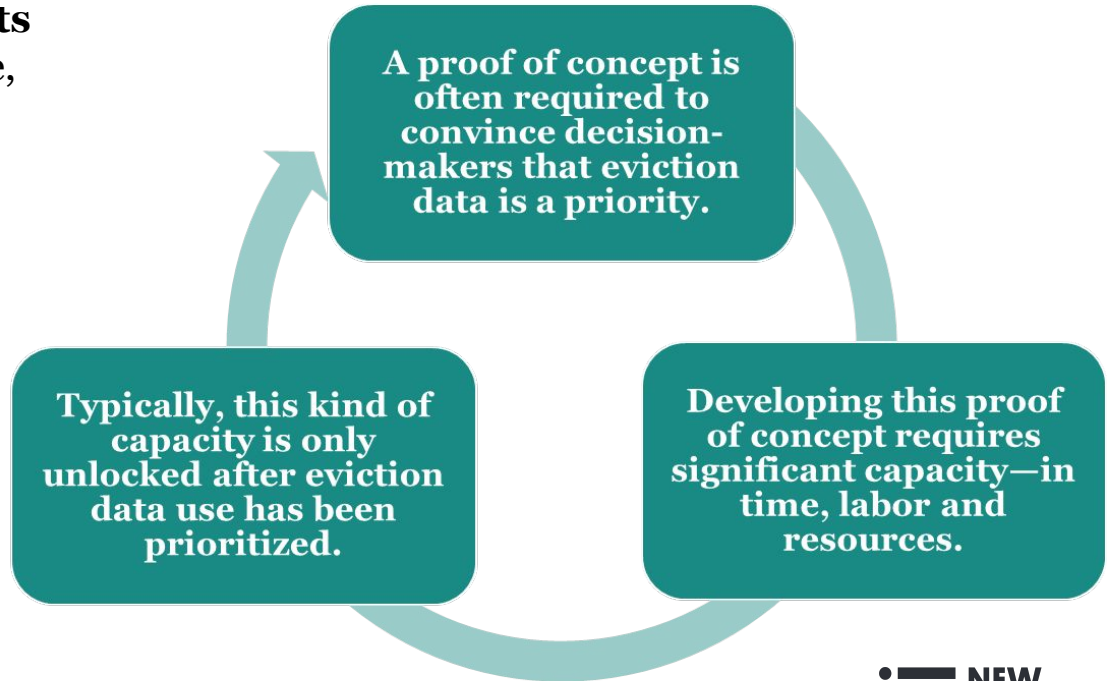 ts
e,
A proof of concept is
often required to
convince decision-
makers that eviction
data is a priority.
Typically, this kind of
capacity is only
unlocked after eviction
data use has been
prioritized.
Developing this proof
of concept requires
significant capacity—in
time, labor and
resources.
NEW